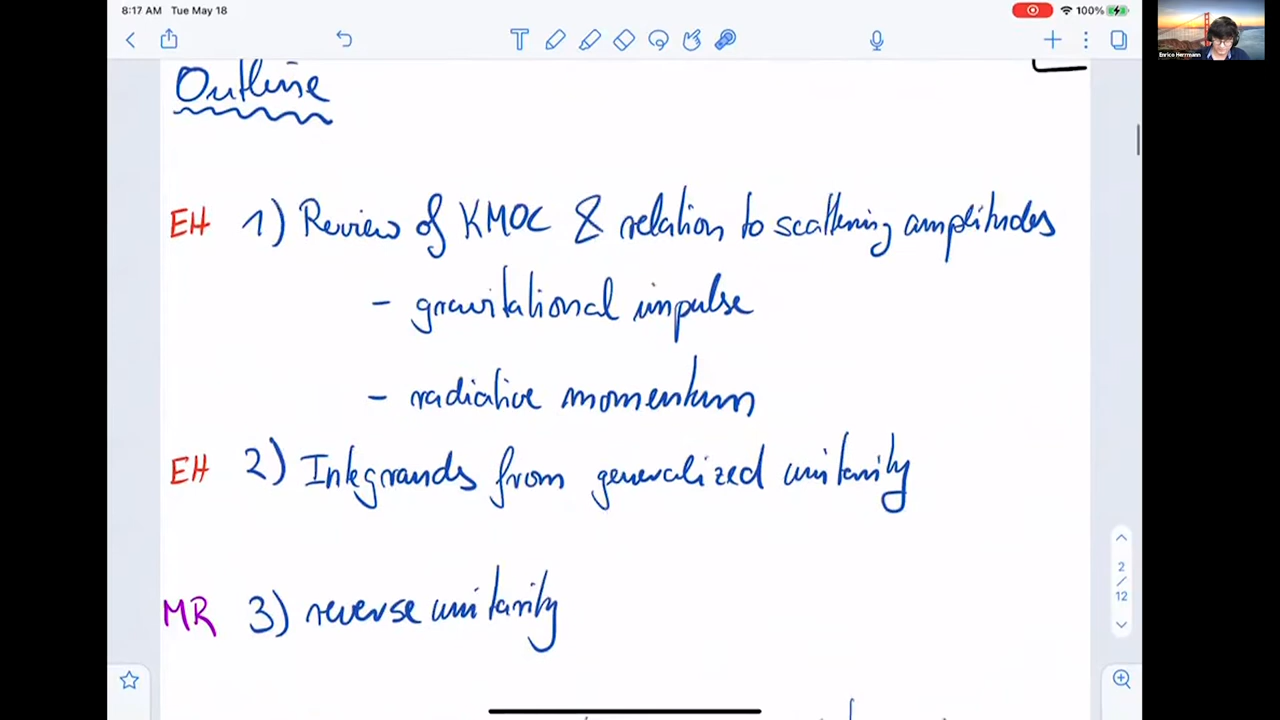 8:17 AM Tue May 18
100%
Enrico Herrmann
Outline
EH 1) Review of KMOC & relation to scattering amplitudes
- gravitational impulse
- radiative momentum
EH 2) Integrands from generalized unitarity
2
/
12
MR 3) reverse unitarity